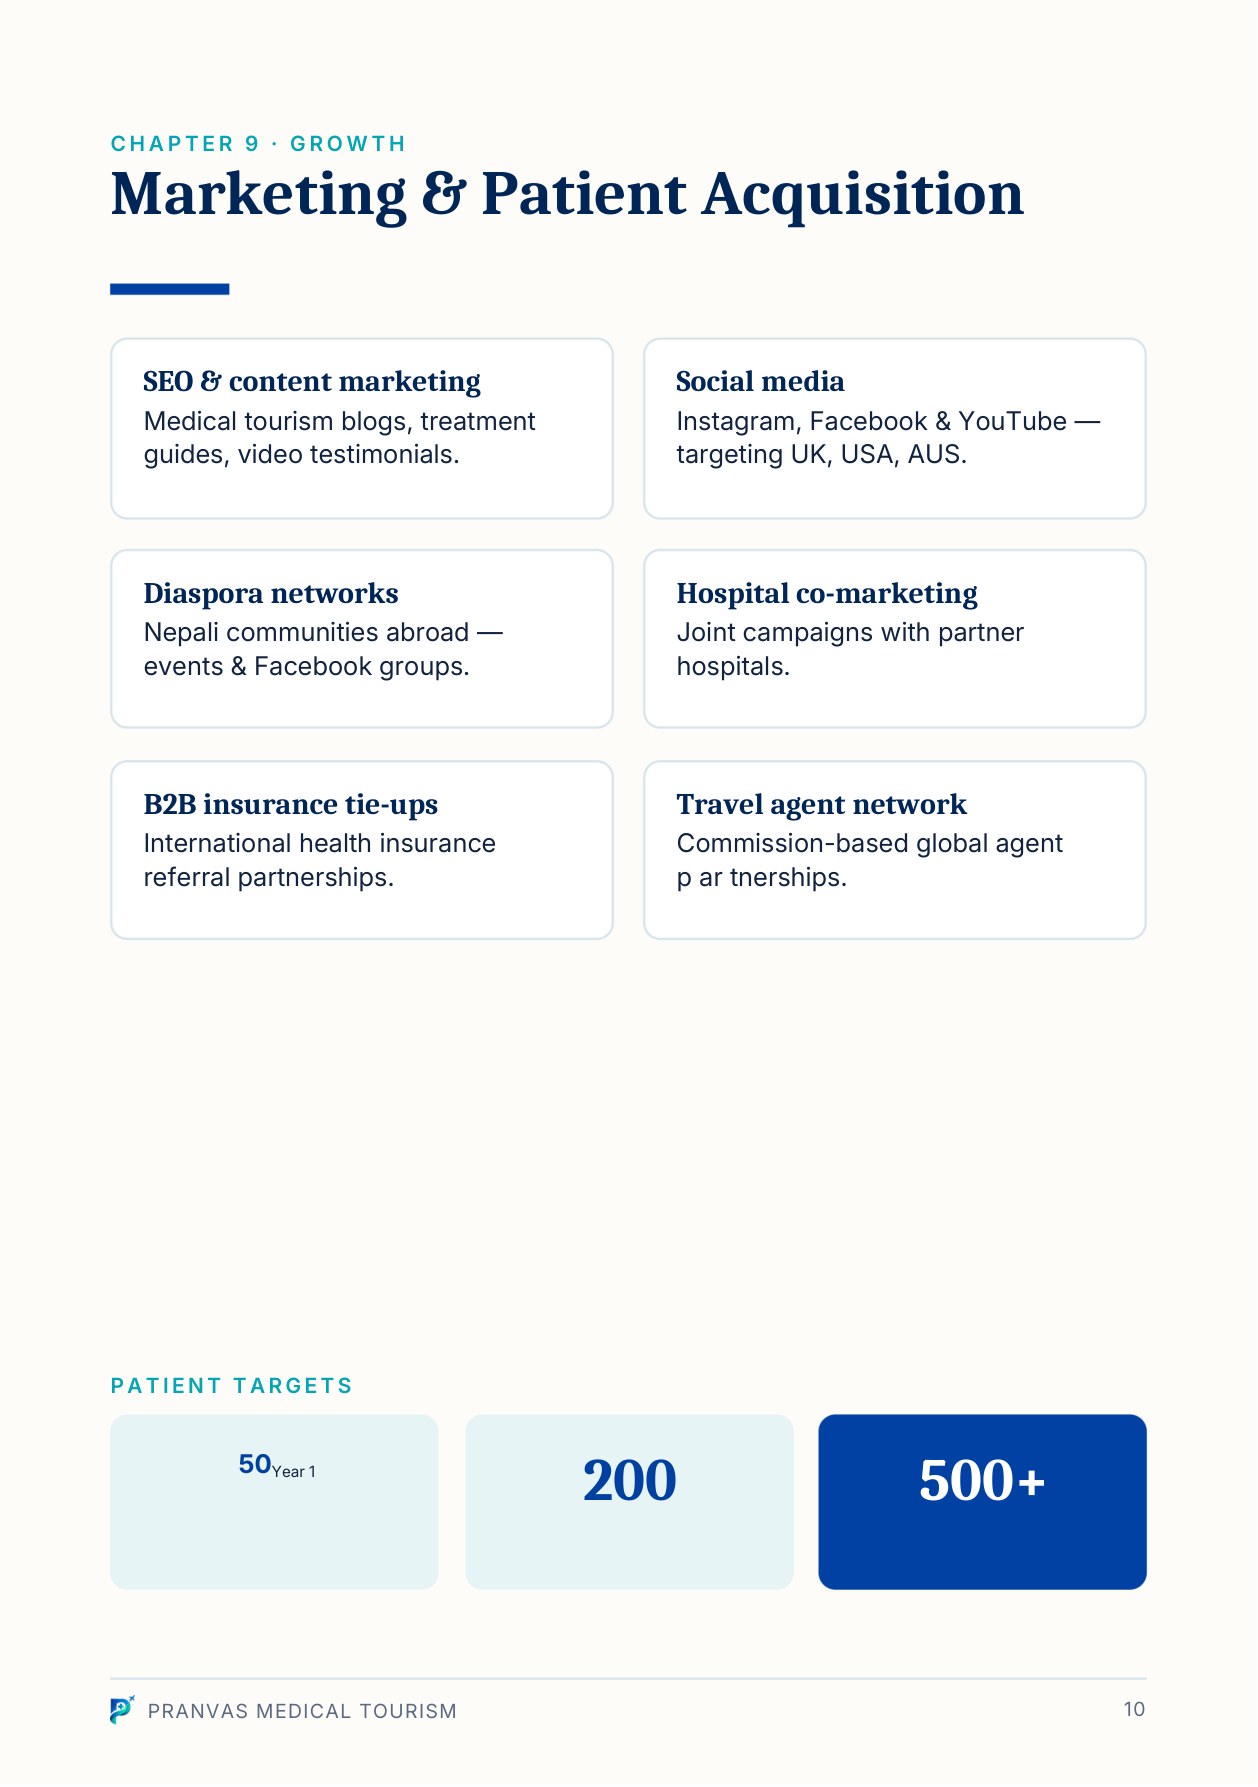 CHAPTER 9 · GROWTH
Marketing & Patient Acquisition
SEO & content marketing
Medical tourism blogs, treatment
guides, video testimonials.
Social media
Instagram, Facebook & YouTube —
targeting UK, USA, AUS.
Diaspora networks
Nepali communities abroad —
events & Facebook groups.
Hospital co-marketing
Joint campaigns with partner
hospitals.
B2B insurance tie-ups
International health insurance
referral partnerships.
Travel agent network
Commission-based global agent
p ar tnerships.
PATIENT TARGETS
50Year 1
200
500+
PRANVAS MEDICAL TOURISM
10